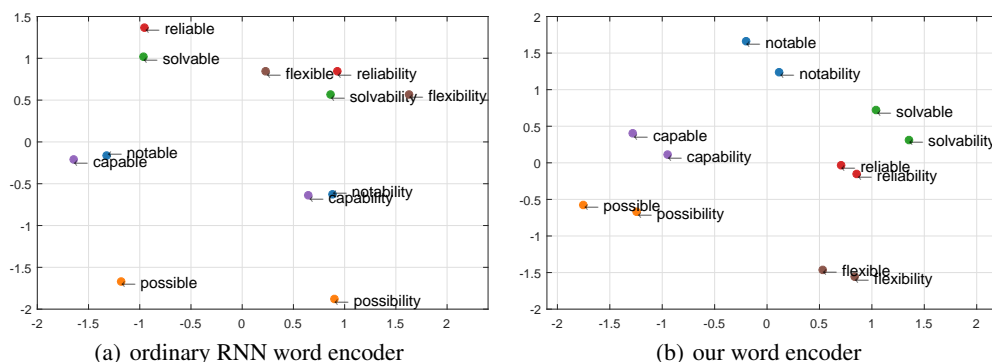 1.5
reliable
solvable
1
flexible
reliability
0.5
solvability
flexibility
0
notable
capable
-0.5
notability
capability
-1
-1.5
possible
possibility
-2
-2 -1.5 -1 -0.5 0 0.5 1 1.5 2
(a) ordinary RNN word encoder
2
notable
1.5
notability
1
solvable
0.5
capable
solvability
capability
0
reliable
reliability
-0.5
possible
possibility
-1
flexible
-1.5
flexibility
-2
-2 -1.5 -1 -0.5 0 0.5 1 1.5 2
(b) our word encoder